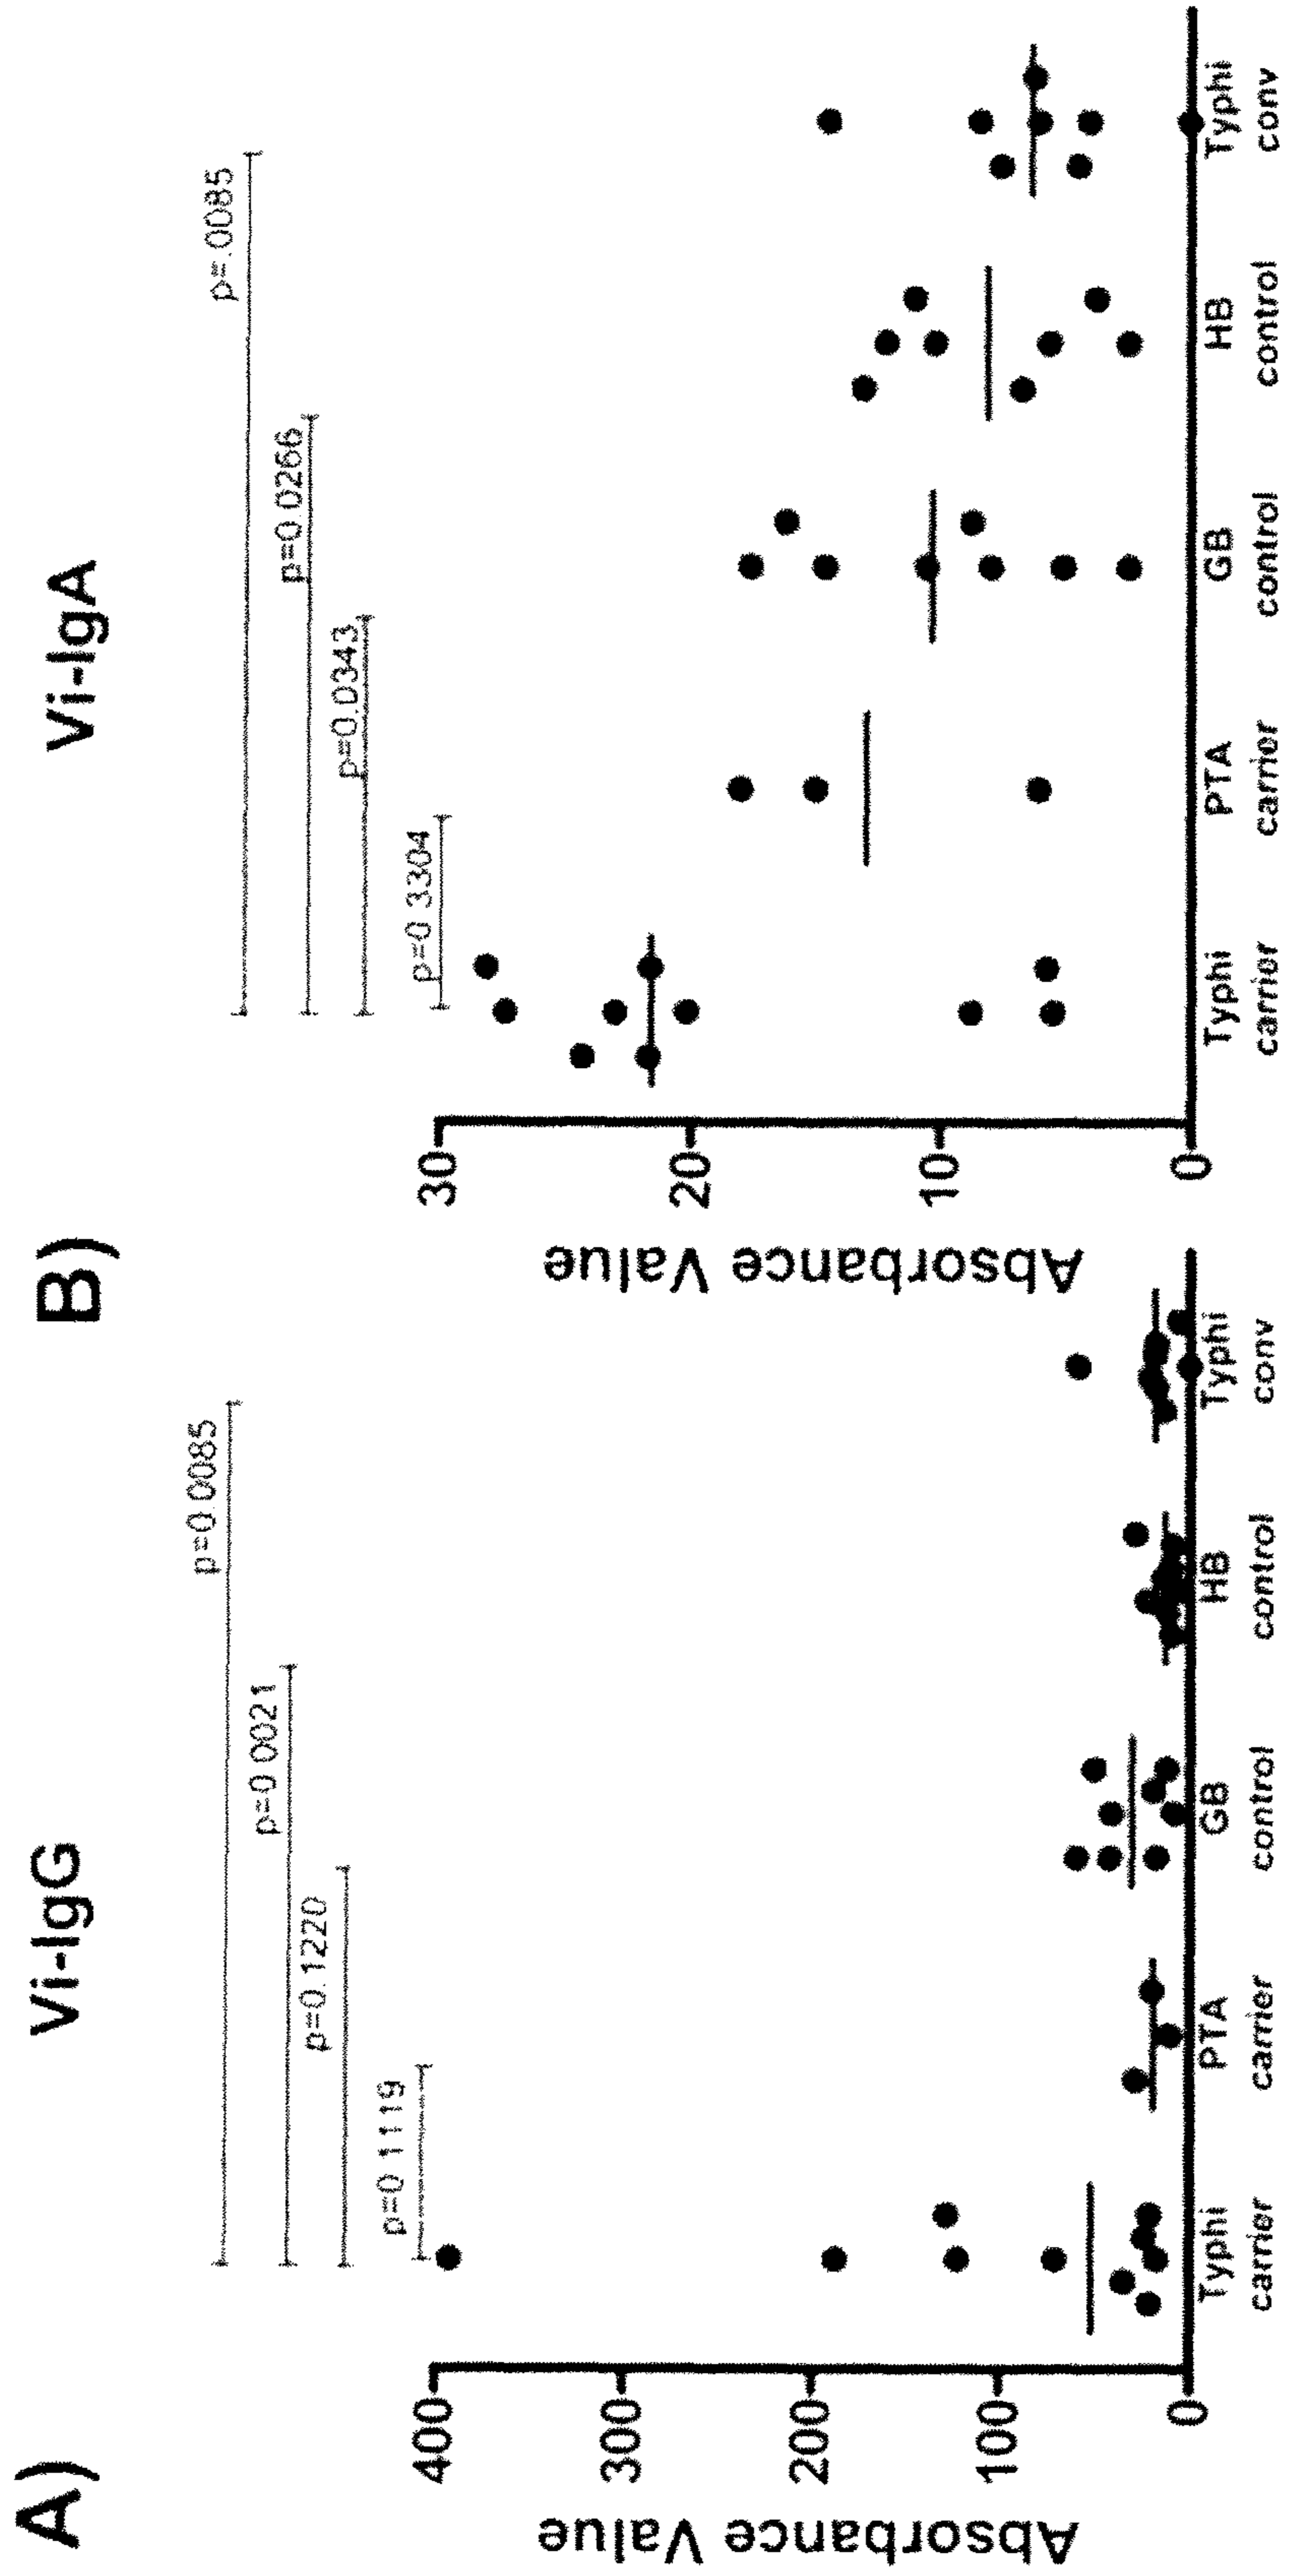 A)
Vi-IgG
p=0.0085
p=0 0021
p=0.1220
p=0 1119
Absorbance Value
400
300
200
100
0
Typhi carrier
PTA carrier
GB control
HB control
Typhi conv
B)
Vi-IgA
p=.0085
p=0.0266
p=0.0343
p=0 3304
Absorbance Value
30
20
10
0
Typhi carrier
PTA carrier
GB control
HB control
Typhi conv